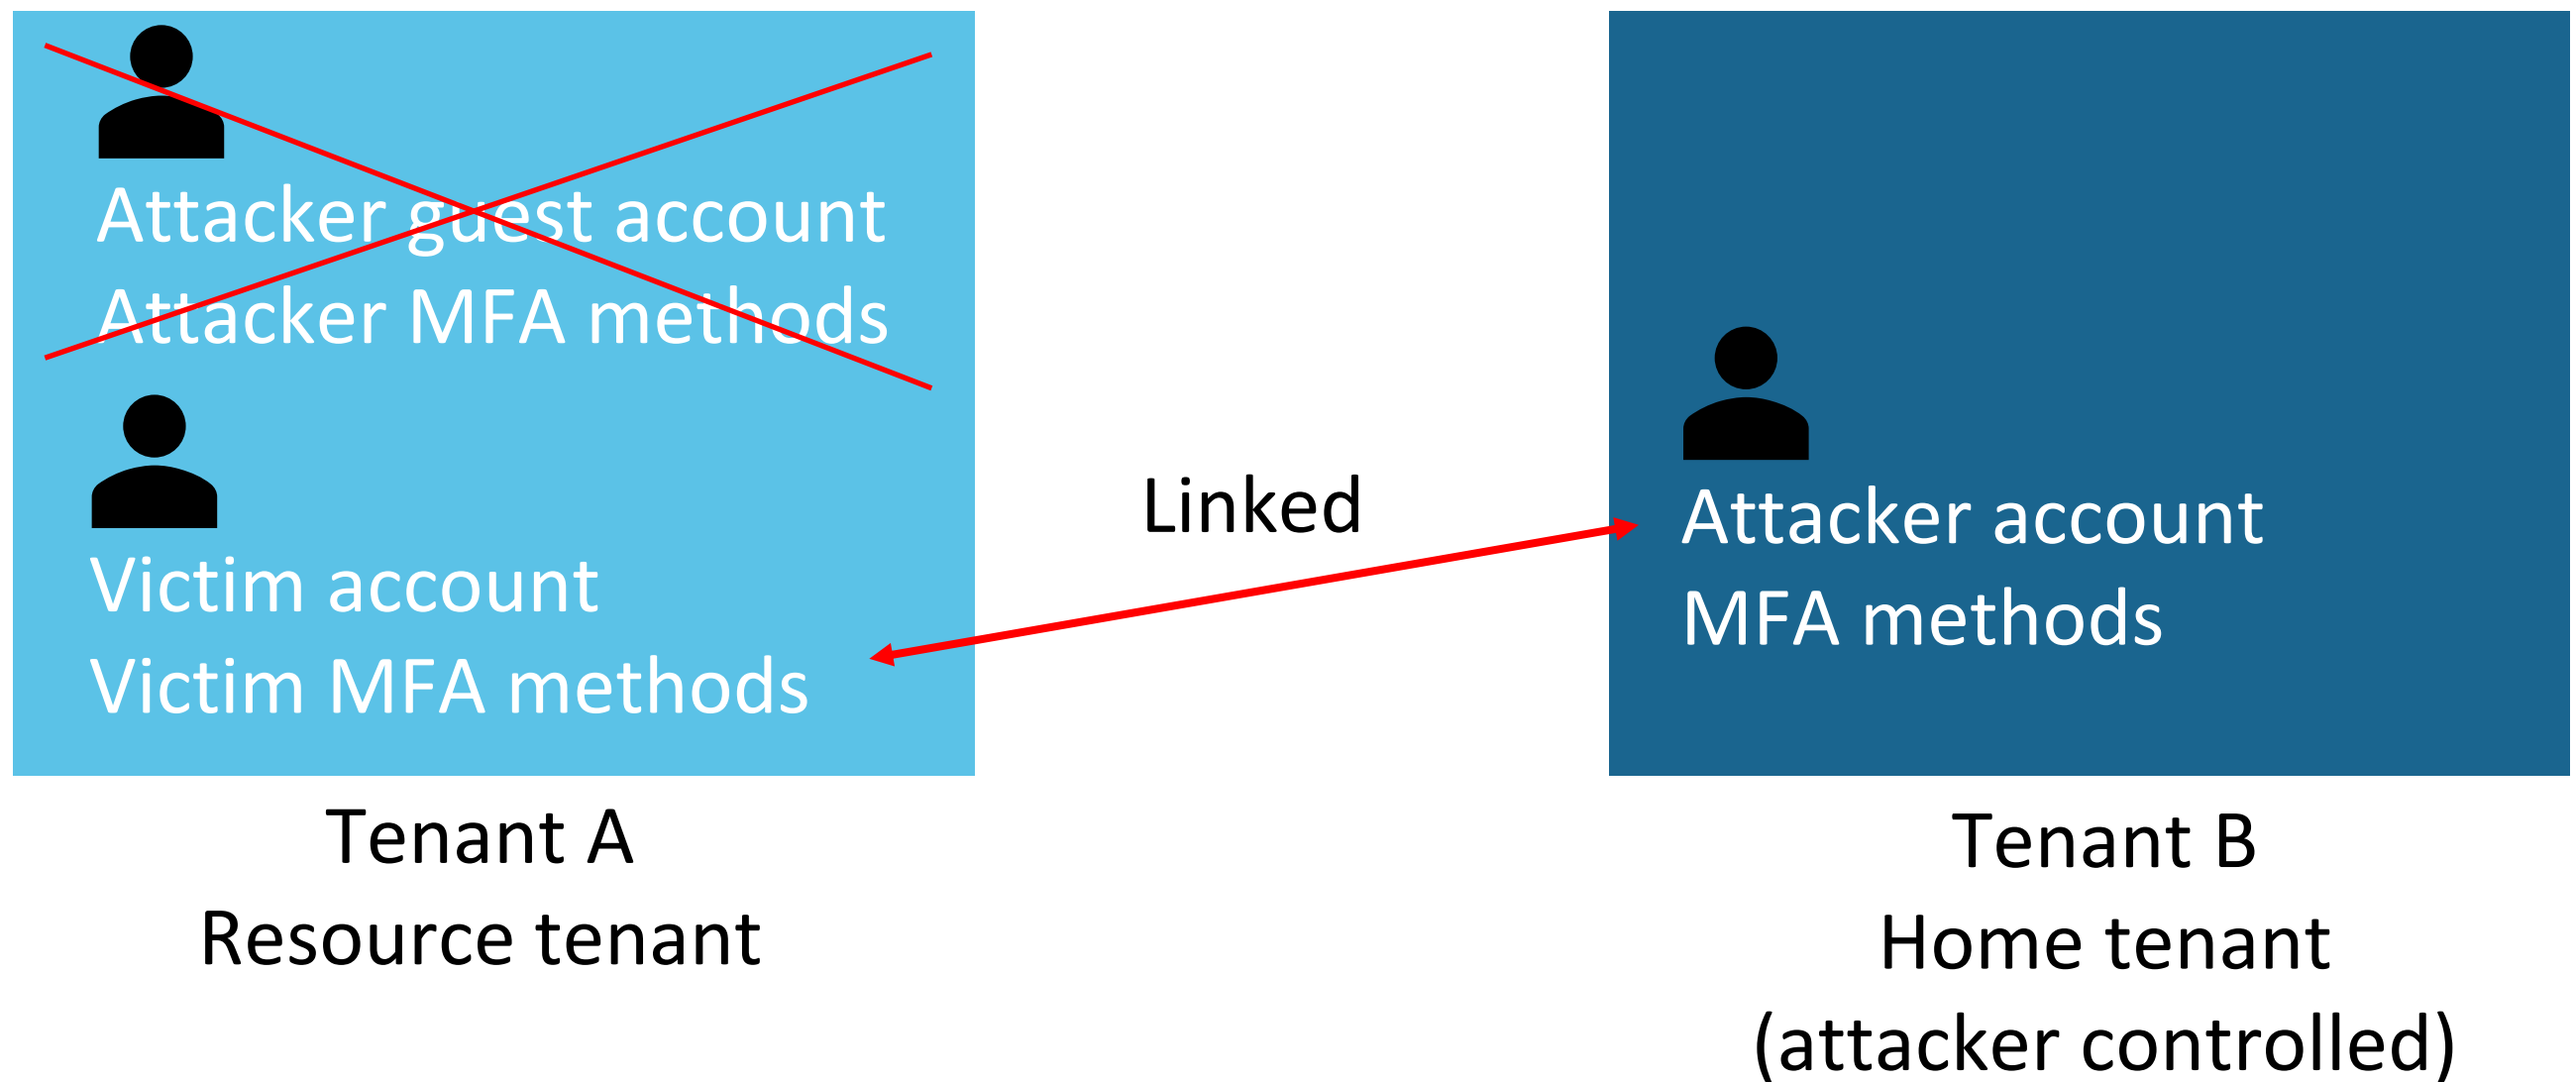 Attacker guest account
Attacker MFA methods
Victim account
Victim MFA methods
Linked
Attacker account
MFA methods
Tenant A
Resource tenant
Tenant B
Home tenant
(attacker controlled)